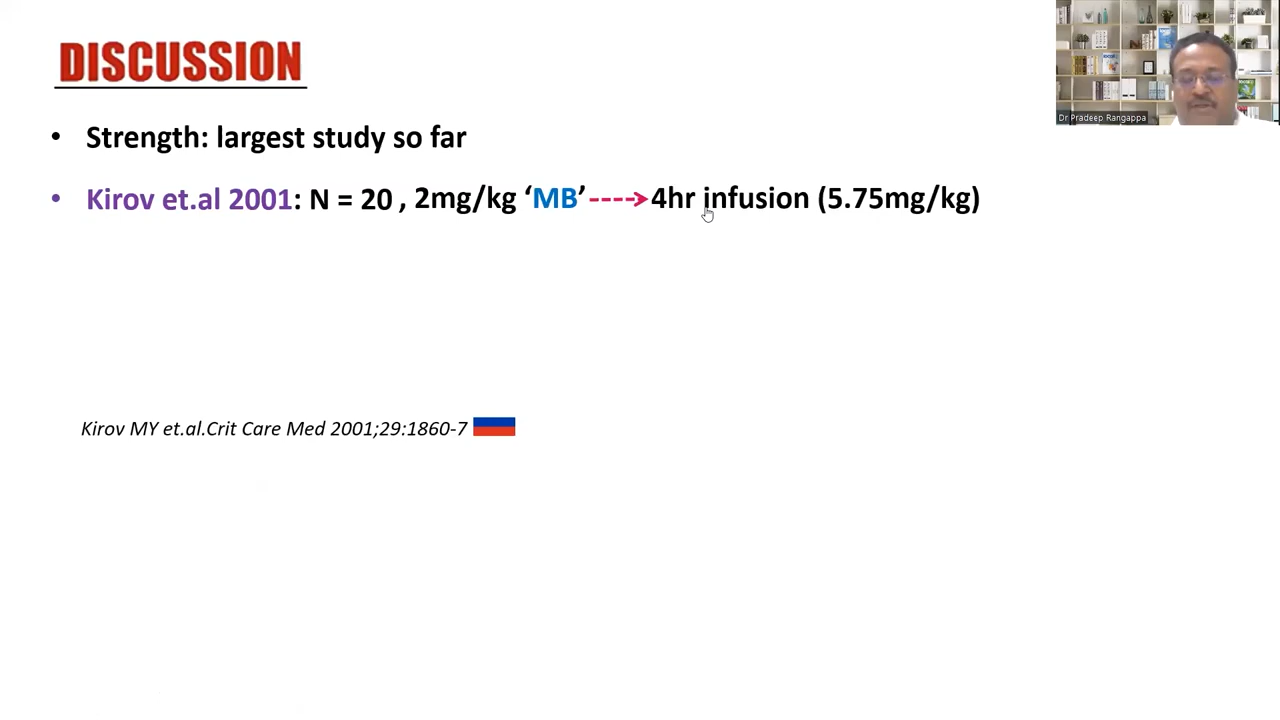 DISCUSSION
Dr Pradeep Rangappa
• Strength: largest study so far
• Kirov et.al 2001: N = 20 , 2mg/kg ‘MB’ ----> 4hr infusion (5.75mg/kg)
Kirov MY et.al.Crit Care Med 2001;29:1860-7